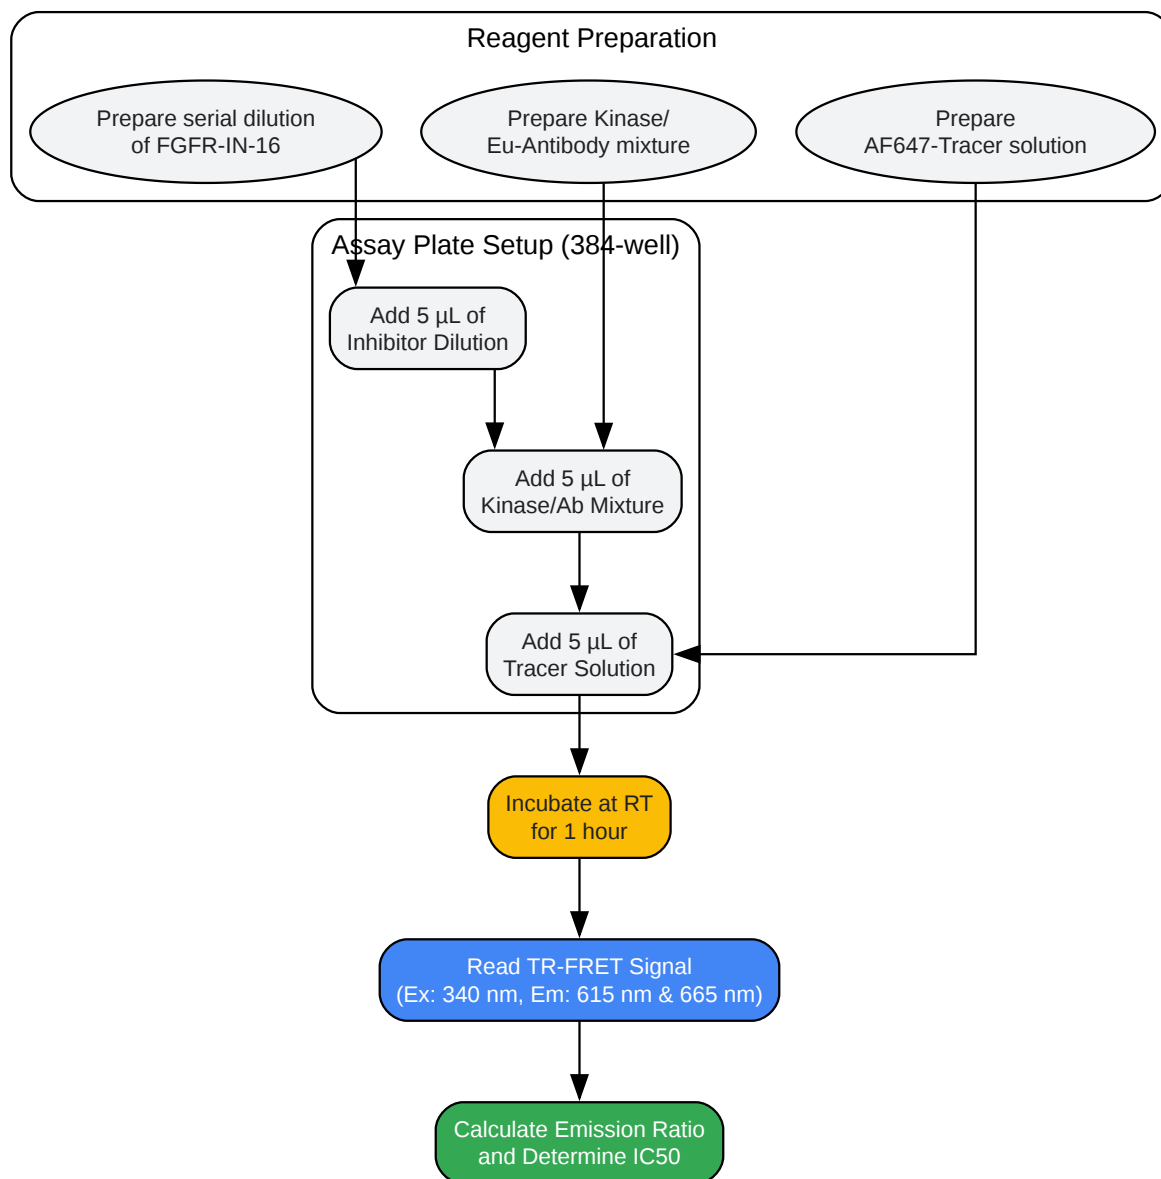 Reagent Preparation
Prepare serial dilution
of FGFR-IN-16
Prepare Kinase/
Eu-Antibody mixture
Prepare
AF647-Tracer solution
Assay Plate Setup (384-well)
Add 5 µL of
Inhibitor Dilution
Add 5 µL of
Kinase/Ab Mixture
Add 5 µL of
Tracer Solution
Incubate at RT
for 1 hour
Read TR-FRET Signal
(Ex: 340 nm, Em: 615 nm & 665 nm)
Calculate Emission Ratio
and Determine IC50